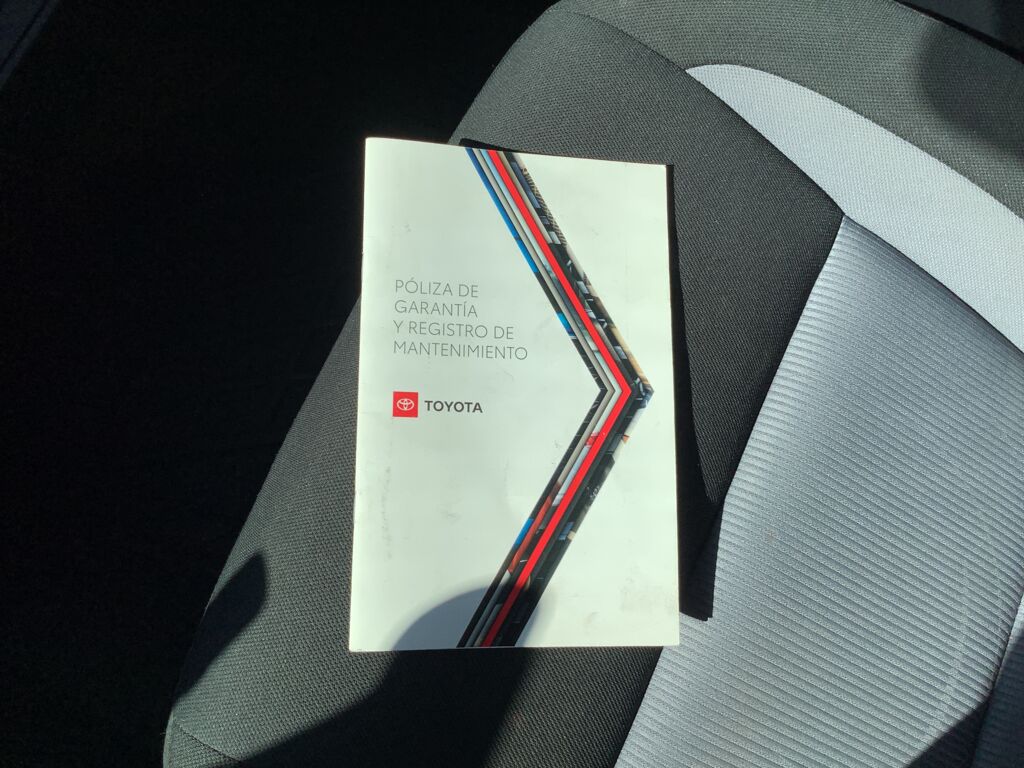 PÓLIZA DE
GARANTÍA
Y REGISTRO DE
MANTENIMIENTO
TOYOTA